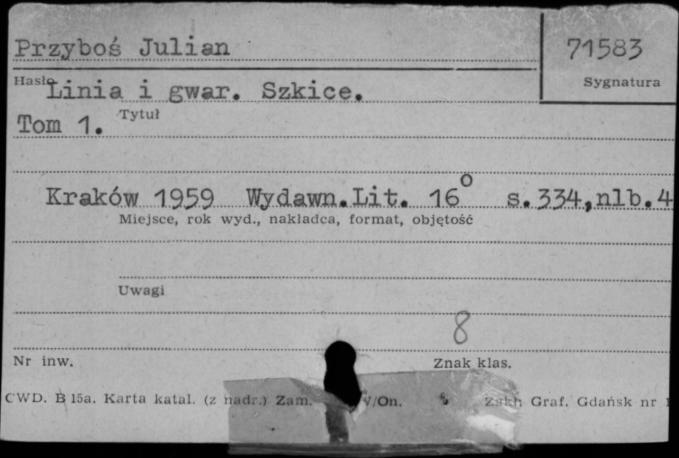 Przyboś Julian
71583
Hasło
Sygnatura
Linia i gwar. Szkice.
Tytuł
Tom 1.
Kraków 1959 Wydawn.Lit. 16° s.334,nlb.4
Miejsce, rok wyd., nakładca, format, objętość
Uwagi
8
Nr inw.
Znak klas.
CWD. B 15a. Karta katal. (z nadr.) Zam. V/On. Zakł. Graf. Gdańsk nr